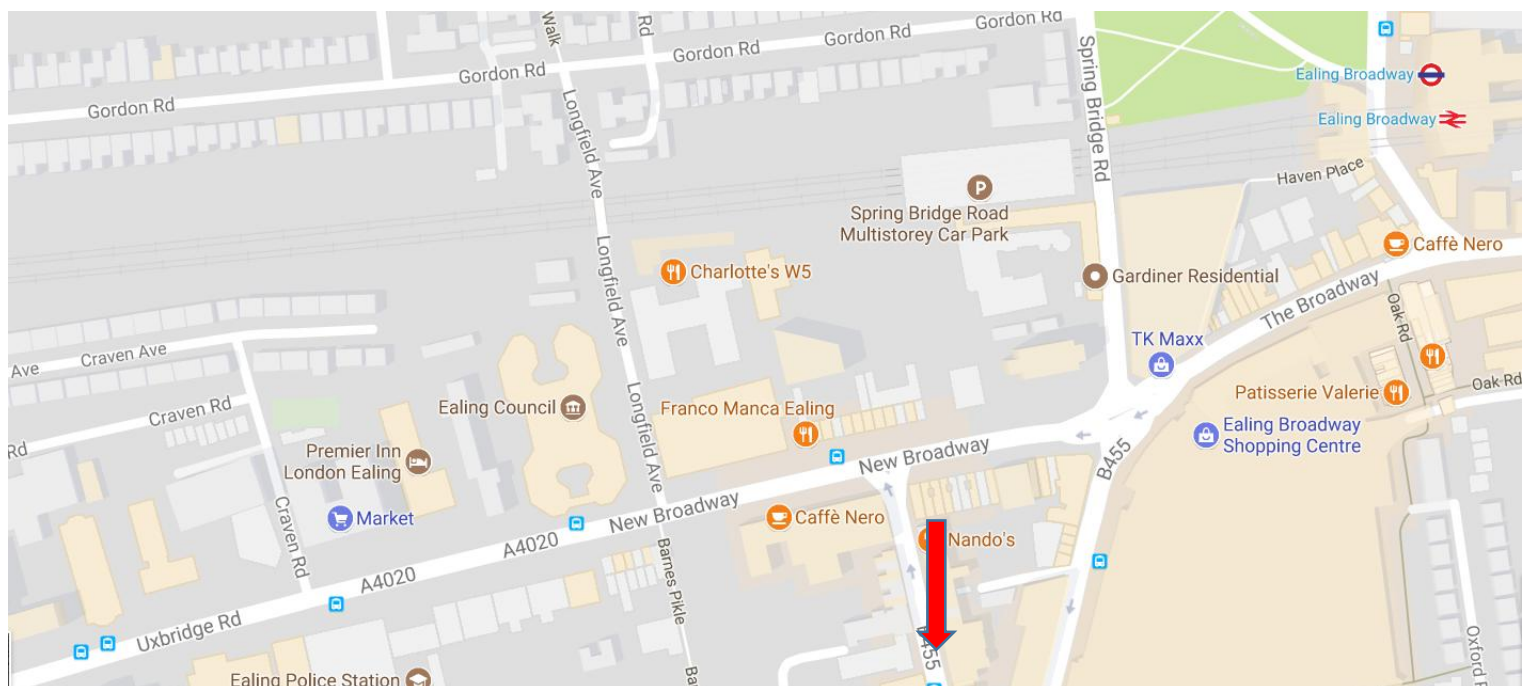 Gordon Rd
Walk
Rd
Gordon Rd
Gordon Rd
Gordon Rd
Gordon Rd
Spring Bridge Rd
Ealing Broadway
Ealing Broadway
Longfield Ave
Haven Place
P
Spring Bridge Road
Multistorey Car Park
Longfield Ave
Charlotte's W5
Gardiner Residential
Caffè Nero
The Broadway
Oak Rd
TK Maxx
Ave
Craven Ave
Longfield Ave
Patisserie Valerie
Oak Rd
Craven Rd
Rd
Ealing Council
Franco Manca Ealing
Ealing Broadway
Shopping Centre
Premier Inn
London Ealing
New Broadway
B455
Market
New Broadway
Caffè Nero
Nando's
Craven Rd
A4020
A4020
Barnes Pikle
Uxbridge Rd
B455
Oxford R
Ealing Police Station
Ba